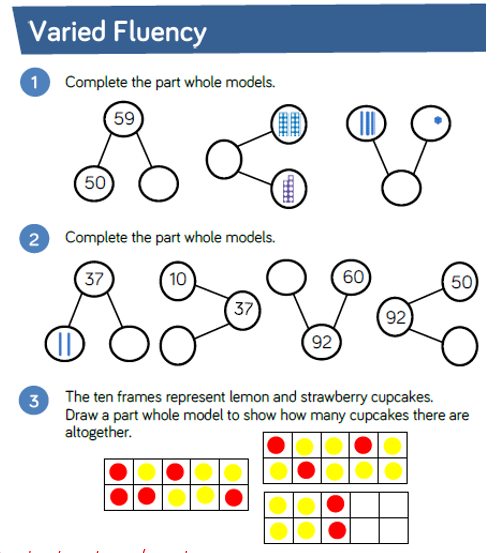 Varied Fluency
1
Complete the part whole models.
59
50
2
Complete the part whole models.
37
10
37
60
92
50
92
3
The ten frames represent lemon and strawberry cupcakes.
Draw a part whole model to show how many cupcakes there are
altogether.